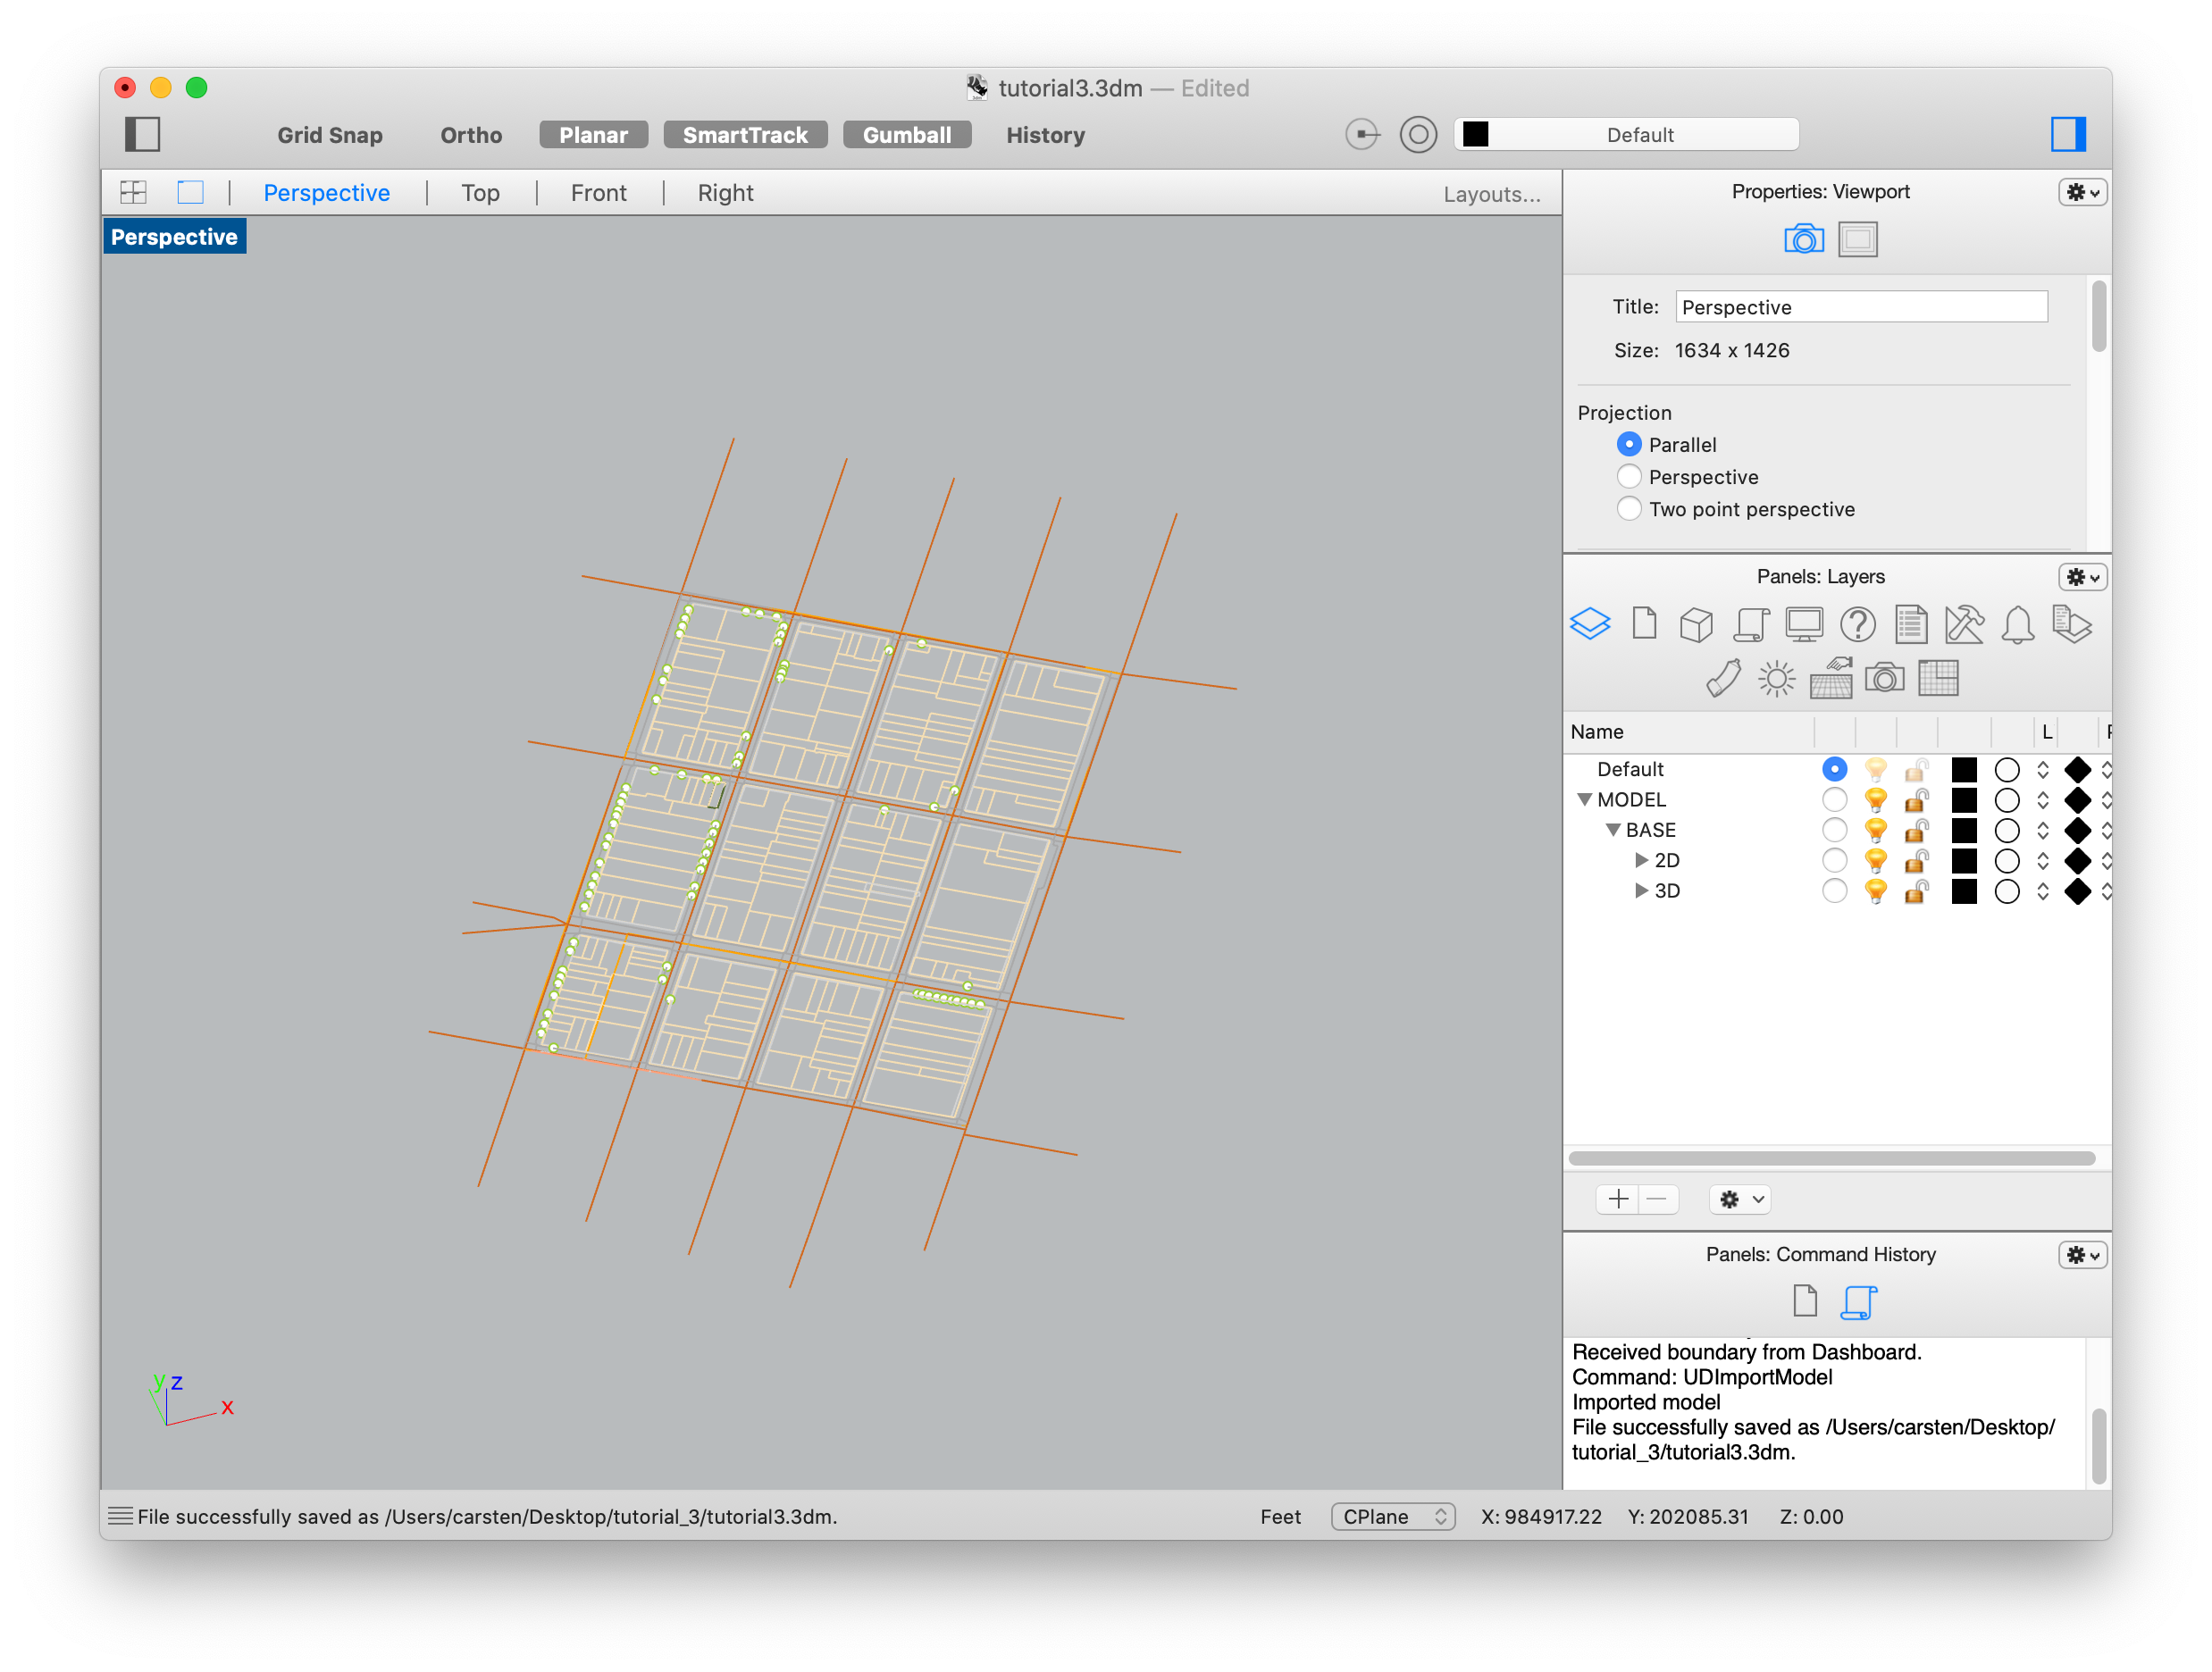 tutorial3.3dm — Edited
Grid Snap Ortho Planar SmartTrack Gumball History Default
Perspective Top Front Right Layouts...
Perspective
Properties: Viewport
Title: Perspective
Size: 1634 x 1426
Projection
Parallel
Perspective
Two point perspective
Panels: Layers
Name L
Default
MODEL
BASE
2D
3D
Panels: Command History
Received boundary from Dashboard.
Command: UDImportModel
Imported model
File successfully saved as /Users/carsten/Desktop/
tutorial_3/tutorial3.3dm.
y z
x
File successfully saved as /Users/carsten/Desktop/tutorial_3/tutorial3.3dm. Feet CPlane X: 984917.22 Y: 202085.31 Z: 0.00